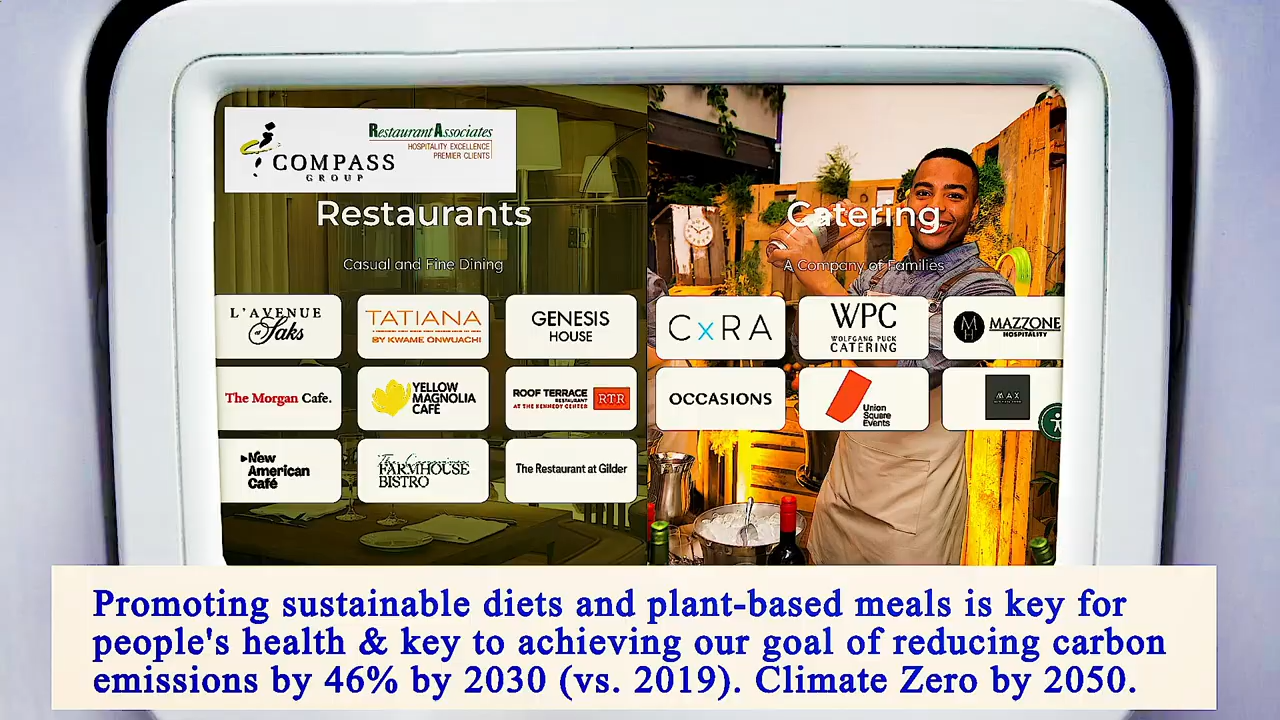 COMPASS
GROUP
Restaurant Associates
HOSPITALITY EXCELLENCE
PREMIER CLIENTS
Restaurants
Casual and Fine Dining
L'AVENUE
Saks
TATIANA
BY KWAME ONWUACHI
GENESIS
HOUSE
The Morgan Cafe.
YELLOW
MAGNOLIA
CAFÉ
ROOF TERRACE
RESTAURANT
AT THE KENNEDY CENTER
RTR
New
American
Café
FARMHOUSE
BISTRO
The Restaurant at Gilder
Catering
A Company of Families
CxRA
WPC
WOLFGANG PUCK
CATERING
MH
MAZZONE
HOSPITALITY
OCCASIONS
Union
Square
Events
MAX
Promoting sustainable diets and plant-based meals is key for
people's health & key to achieving our goal of reducing carbon
emissions by 46% by 2030 (vs. 2019). Climate Zero by 2050.